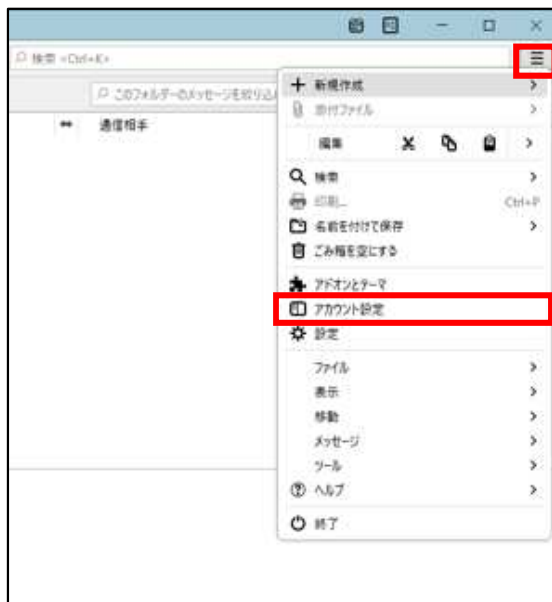 検索 <Ctrl+K>
このフォルダーのメッセージを絞り込
通信相手
新規作成
添付ファイル
編集
検索
印刷... Ctrl+P
名前を付けて保存
ごみ箱を空にする
アドオンとテーマ
アカウント設定
設定
ファイル
表示
移動
メッセージ
ツール
ヘルプ
終了